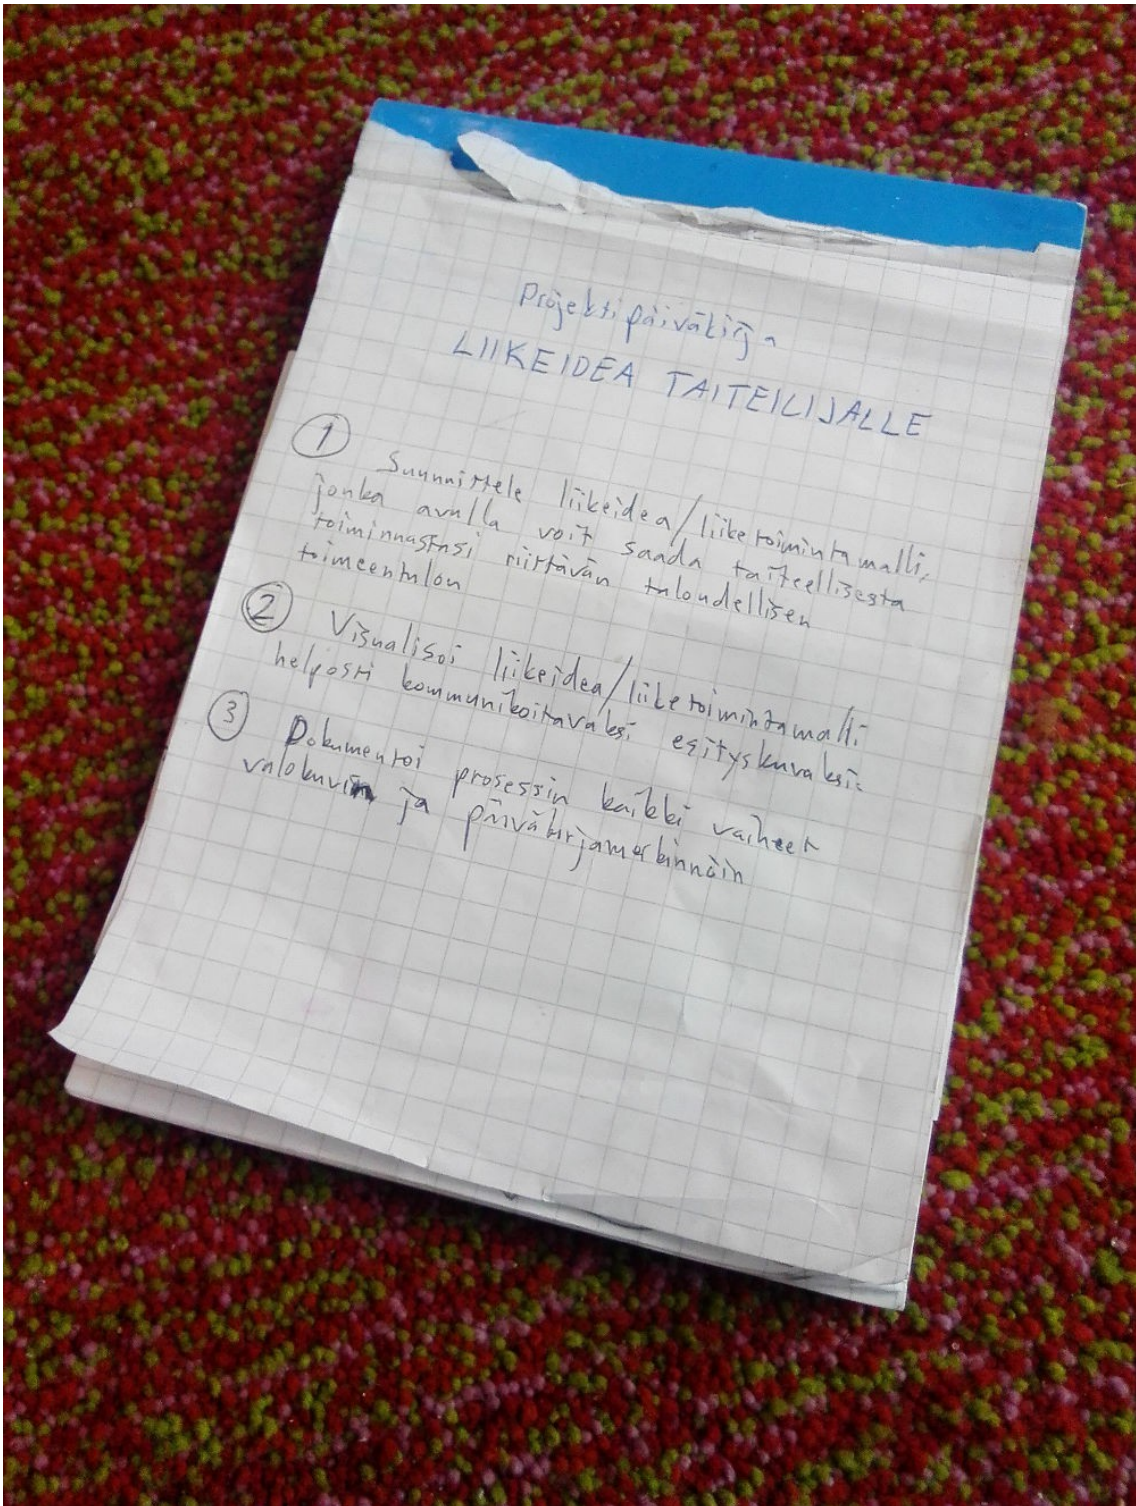 Projektipäiväkirja
LIIKEIDEA TAITEILIJALLE
1 Suunnittele liikeidea/liiketoimintamalli,
jonka avulla voit saada taiteellisesta
toiminnastasi riittävän taloudellisen
toimeentulon
2 Visualisoi liikeidea/liiketoimintamalli
helposti kommunikoitavaksi esityskuvaksi.
3 Dokumentoi prosessin kaikki vaiheet
valokuvin ja päiväkirjamerkinnöin